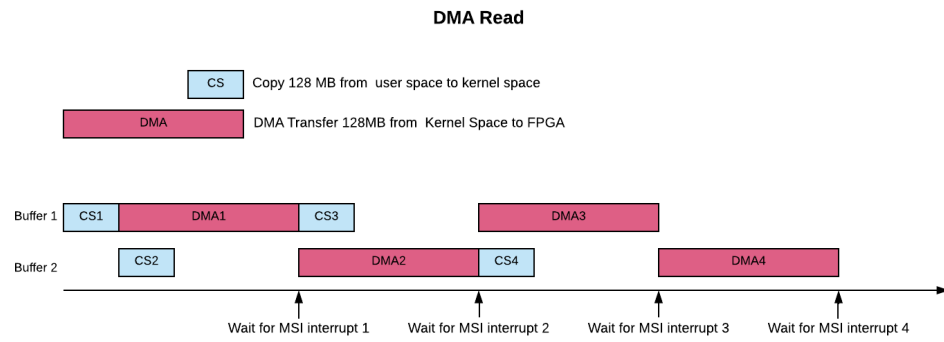 DMA Read
CS
Copy 128 MB from user space to kernel space
DMA
DMA Transfer 128MB from Kernel Space to FPGA
Buffer 1
CS1
DMA1
CS3
DMA3
Buffer 2
CS2
DMA2
CS4
DMA4
Wait for MSI interrupt 1
Wait for MSI interrupt 2
Wait for MSI interrupt 3
Wait for MSI interrupt 4